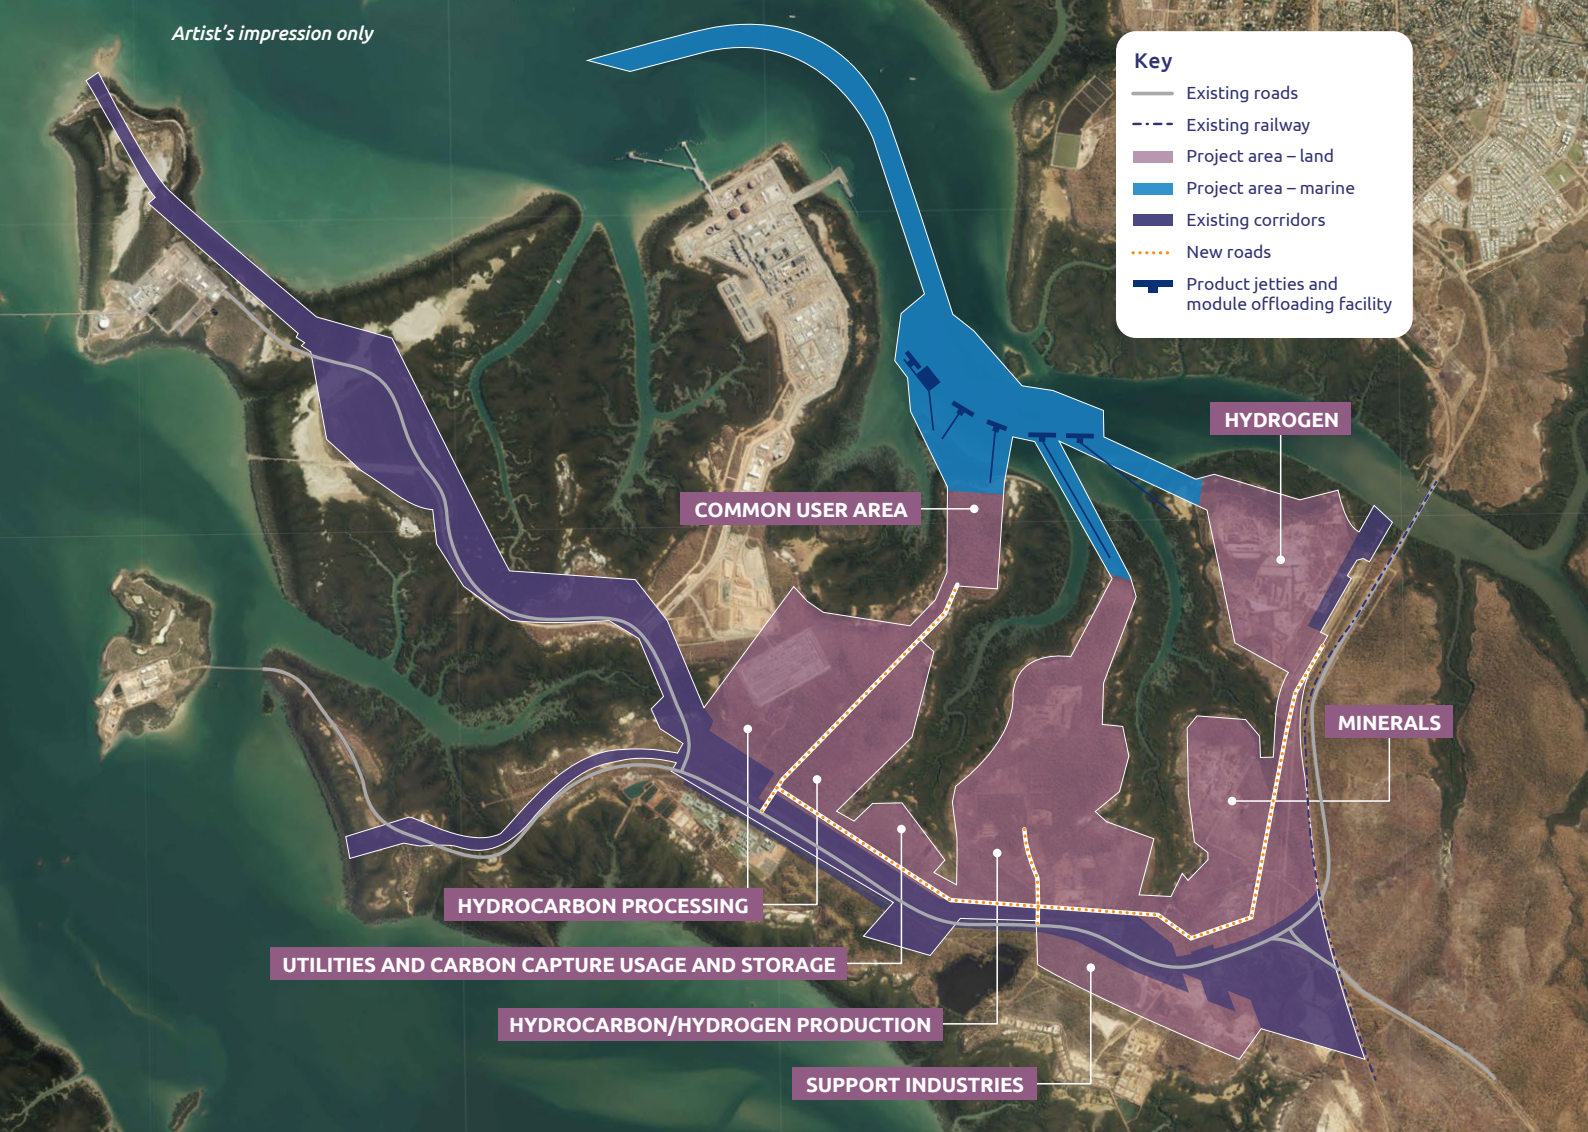 Artist's impression only
Key
Existing roads
Existing railway
Project area – land
Project area – marine
Existing corridors
New roads
Product jetties and
module offloading facility
HYDROGEN
COMMON USER AREA
MINERALS
HYDROCARBON PROCESSING
UTILITIES AND CARBON CAPTURE USAGE AND STORAGE
HYDROCARBON/HYDROGEN PRODUCTION
SUPPORT INDUSTRIES